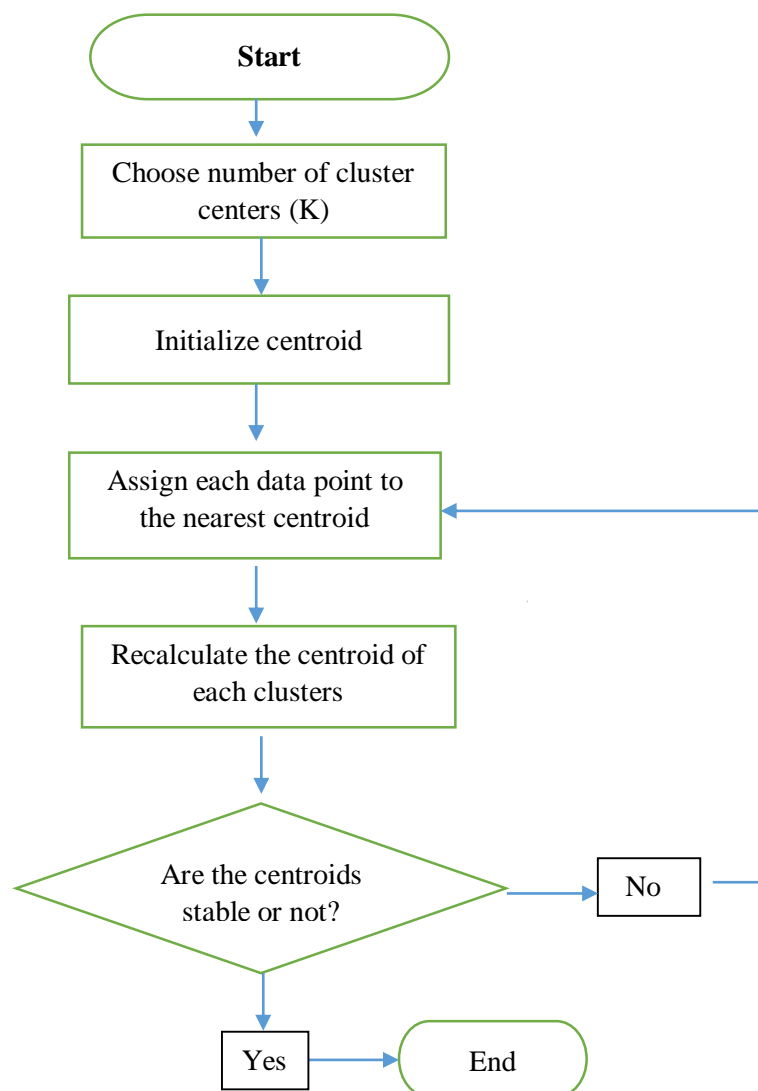 Start
Choose number of cluster
centers (K)
Initialize centroid
Assign each data point to
the nearest centroid
Recalculate the centroid of
each clusters
Are the centroids
stable or not?
No
Yes
End